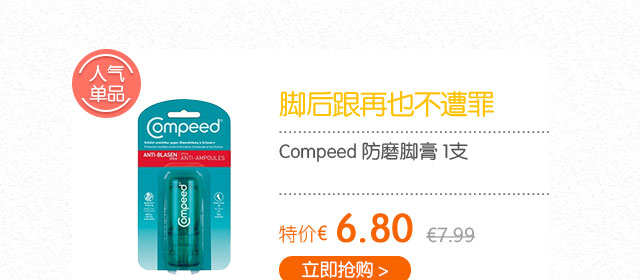 人气
单品
脚后跟再也不遭罪
Compeed 防磨脚膏 1支
特价€ 6.80 €7.99
立即抢购 >
Compeed
ANTI-BLASEN
STICK
ANTI-AMPOULES
Compeed